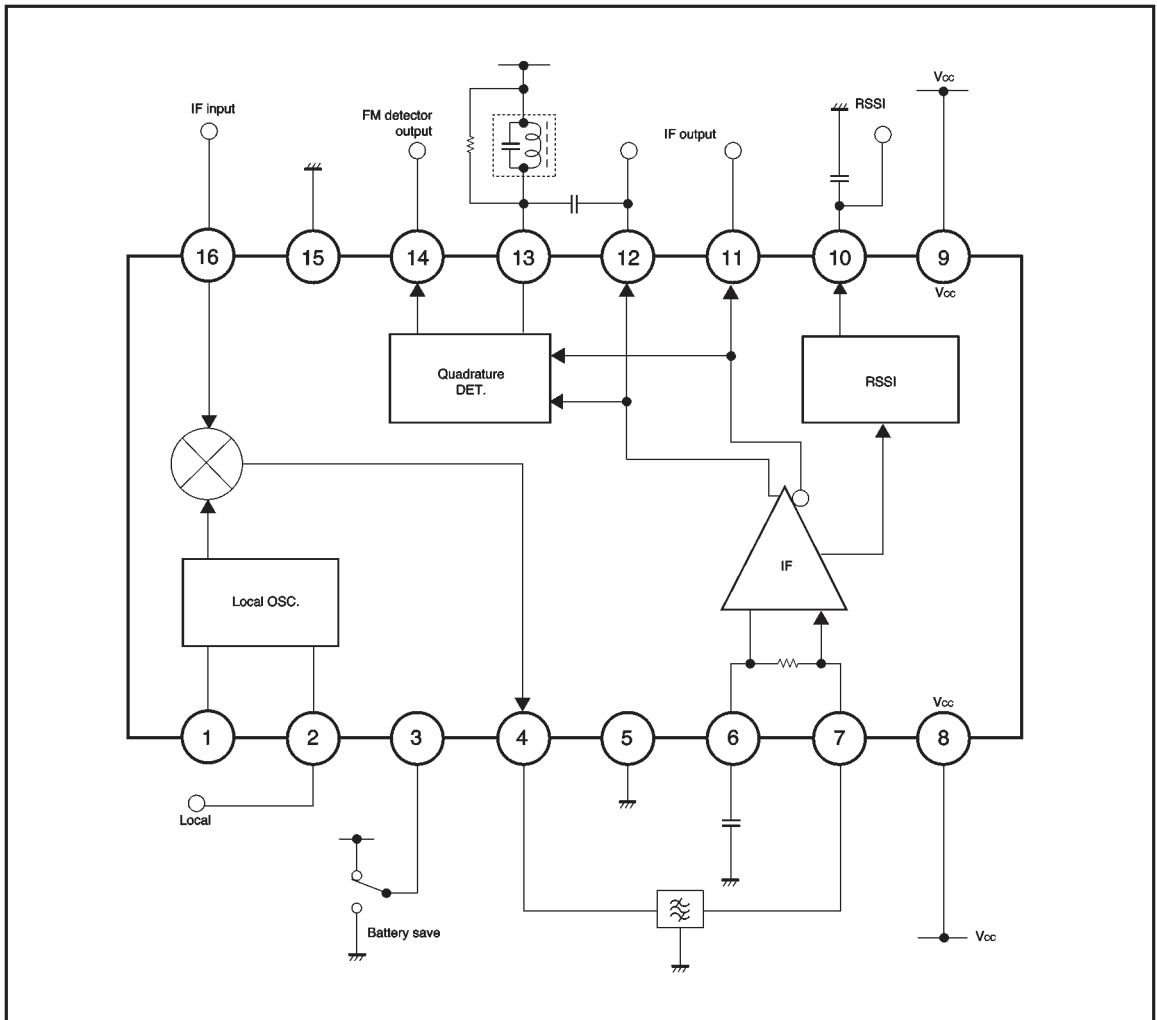 Vcc
IF input
FM detector
output
IF output
RSSI
16
15
14
13
12
11
10
9
Vcc
Quadrature
DET.
RSSI
IF
Local OSC.
Vcc
1
2
3
4
5
6
7
8
Local
Battery save
Vcc